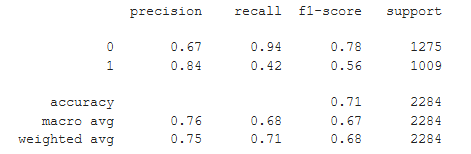 precision recall f1-score support
0 0.67 0.94 0.78 1275
1 0.84 0.42 0.56 1009
accuracy 0.71 2284
macro avg 0.76 0.68 0.67 2284
weighted avg 0.75 0.71 0.68 2284